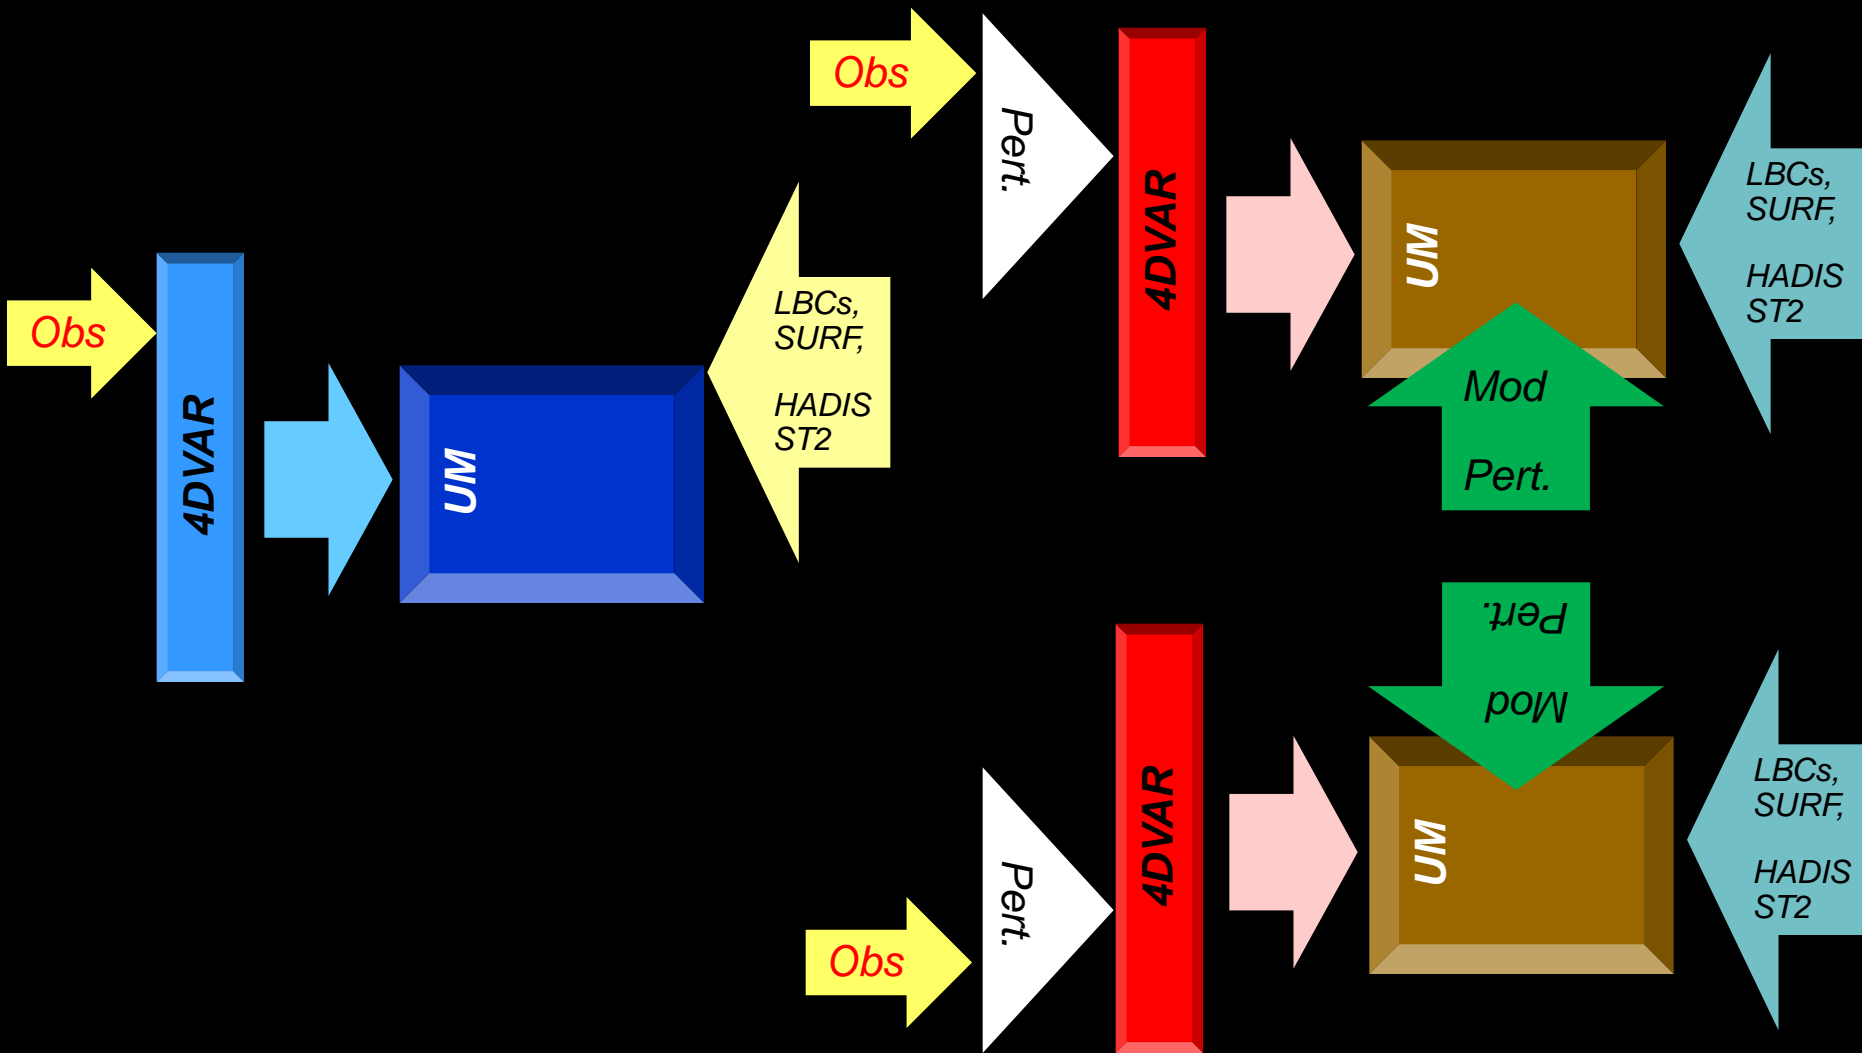 Obs
4DVAR
UM
LBCs,
SURF,
HADIS
ST2
Obs
Pert.
4DVAR
UM
Mod
Pert.
LBCs,
SURF,
HADIS
ST2
Obs
Pert.
4DVAR
UM
Mod
Pert.
LBCs,
SURF,
HADIS
ST2